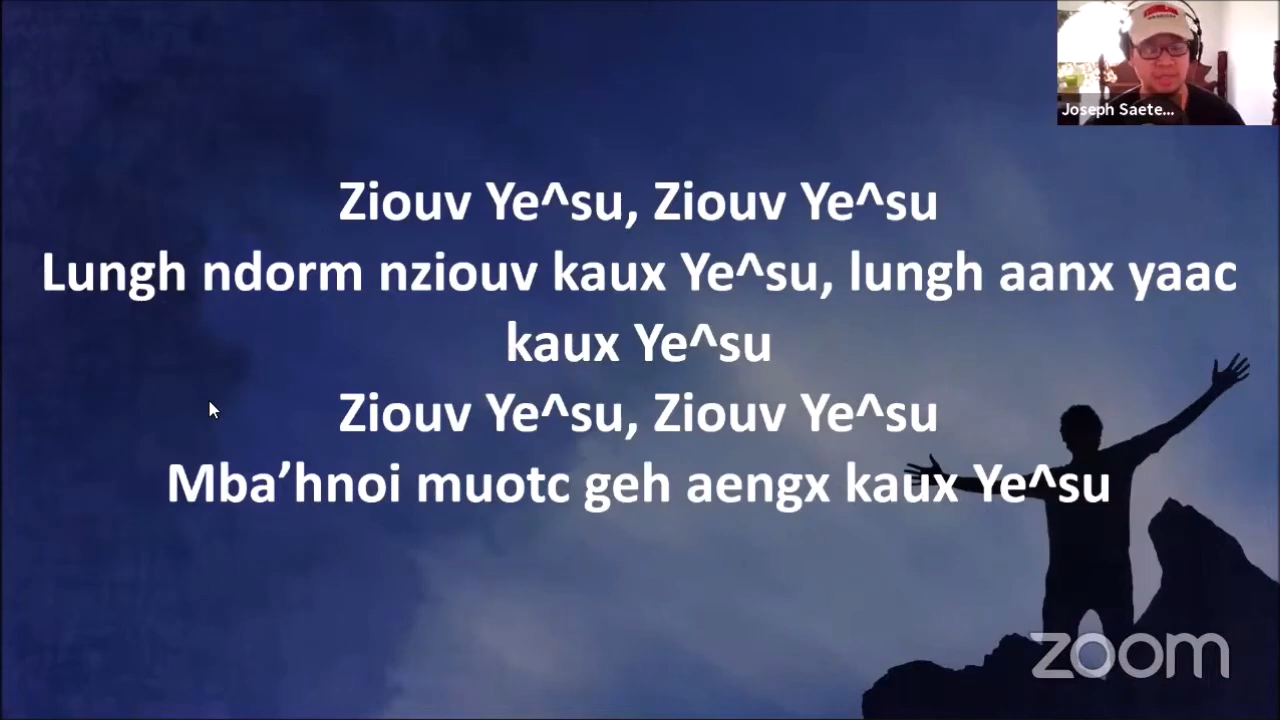 Joseph Saete...
Ziouv Ye^su, Ziouv Ye^su
Lungh ndorm nziouv kaux Ye^su, lungh aanx yaac
kaux Ye^su
Ziouv Ye^su, Ziouv Ye^su
Mba’hnoi muotc geh aengx kaux Ye^su
zoom